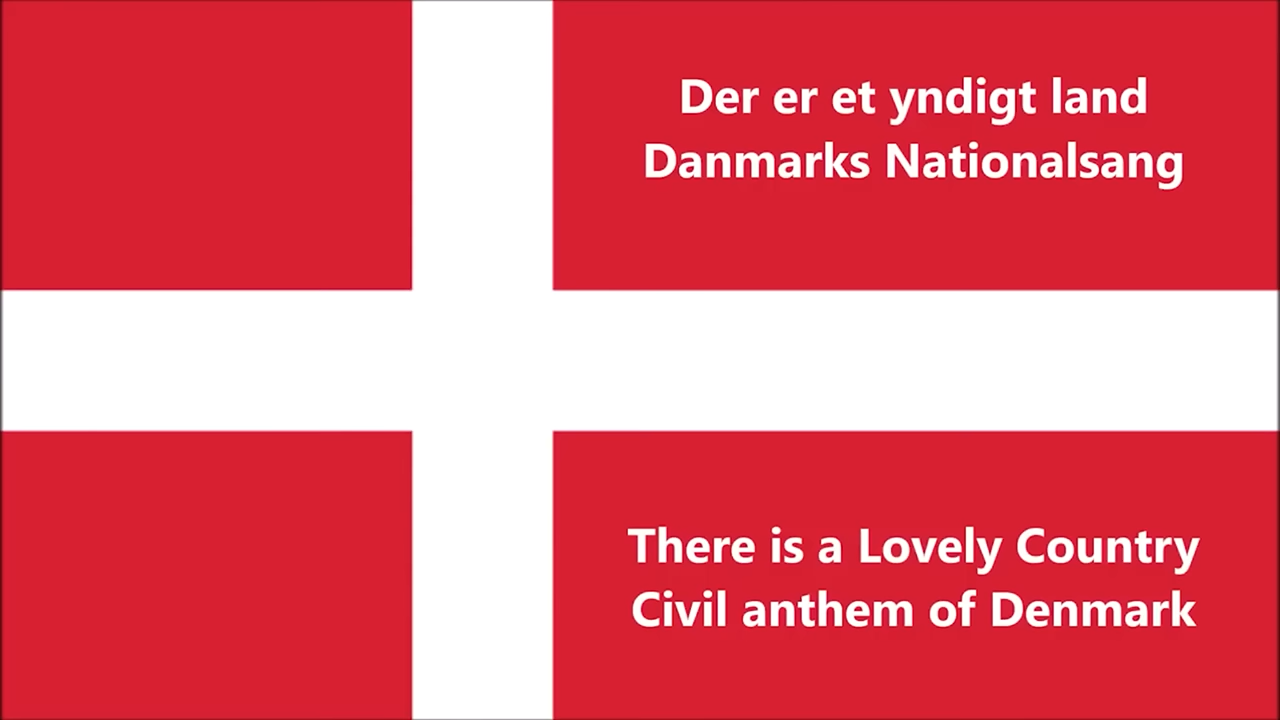 Der er et yndigt land
Danmarks Nationalsang
There is a Lovely Country
Civil anthem of Denmark